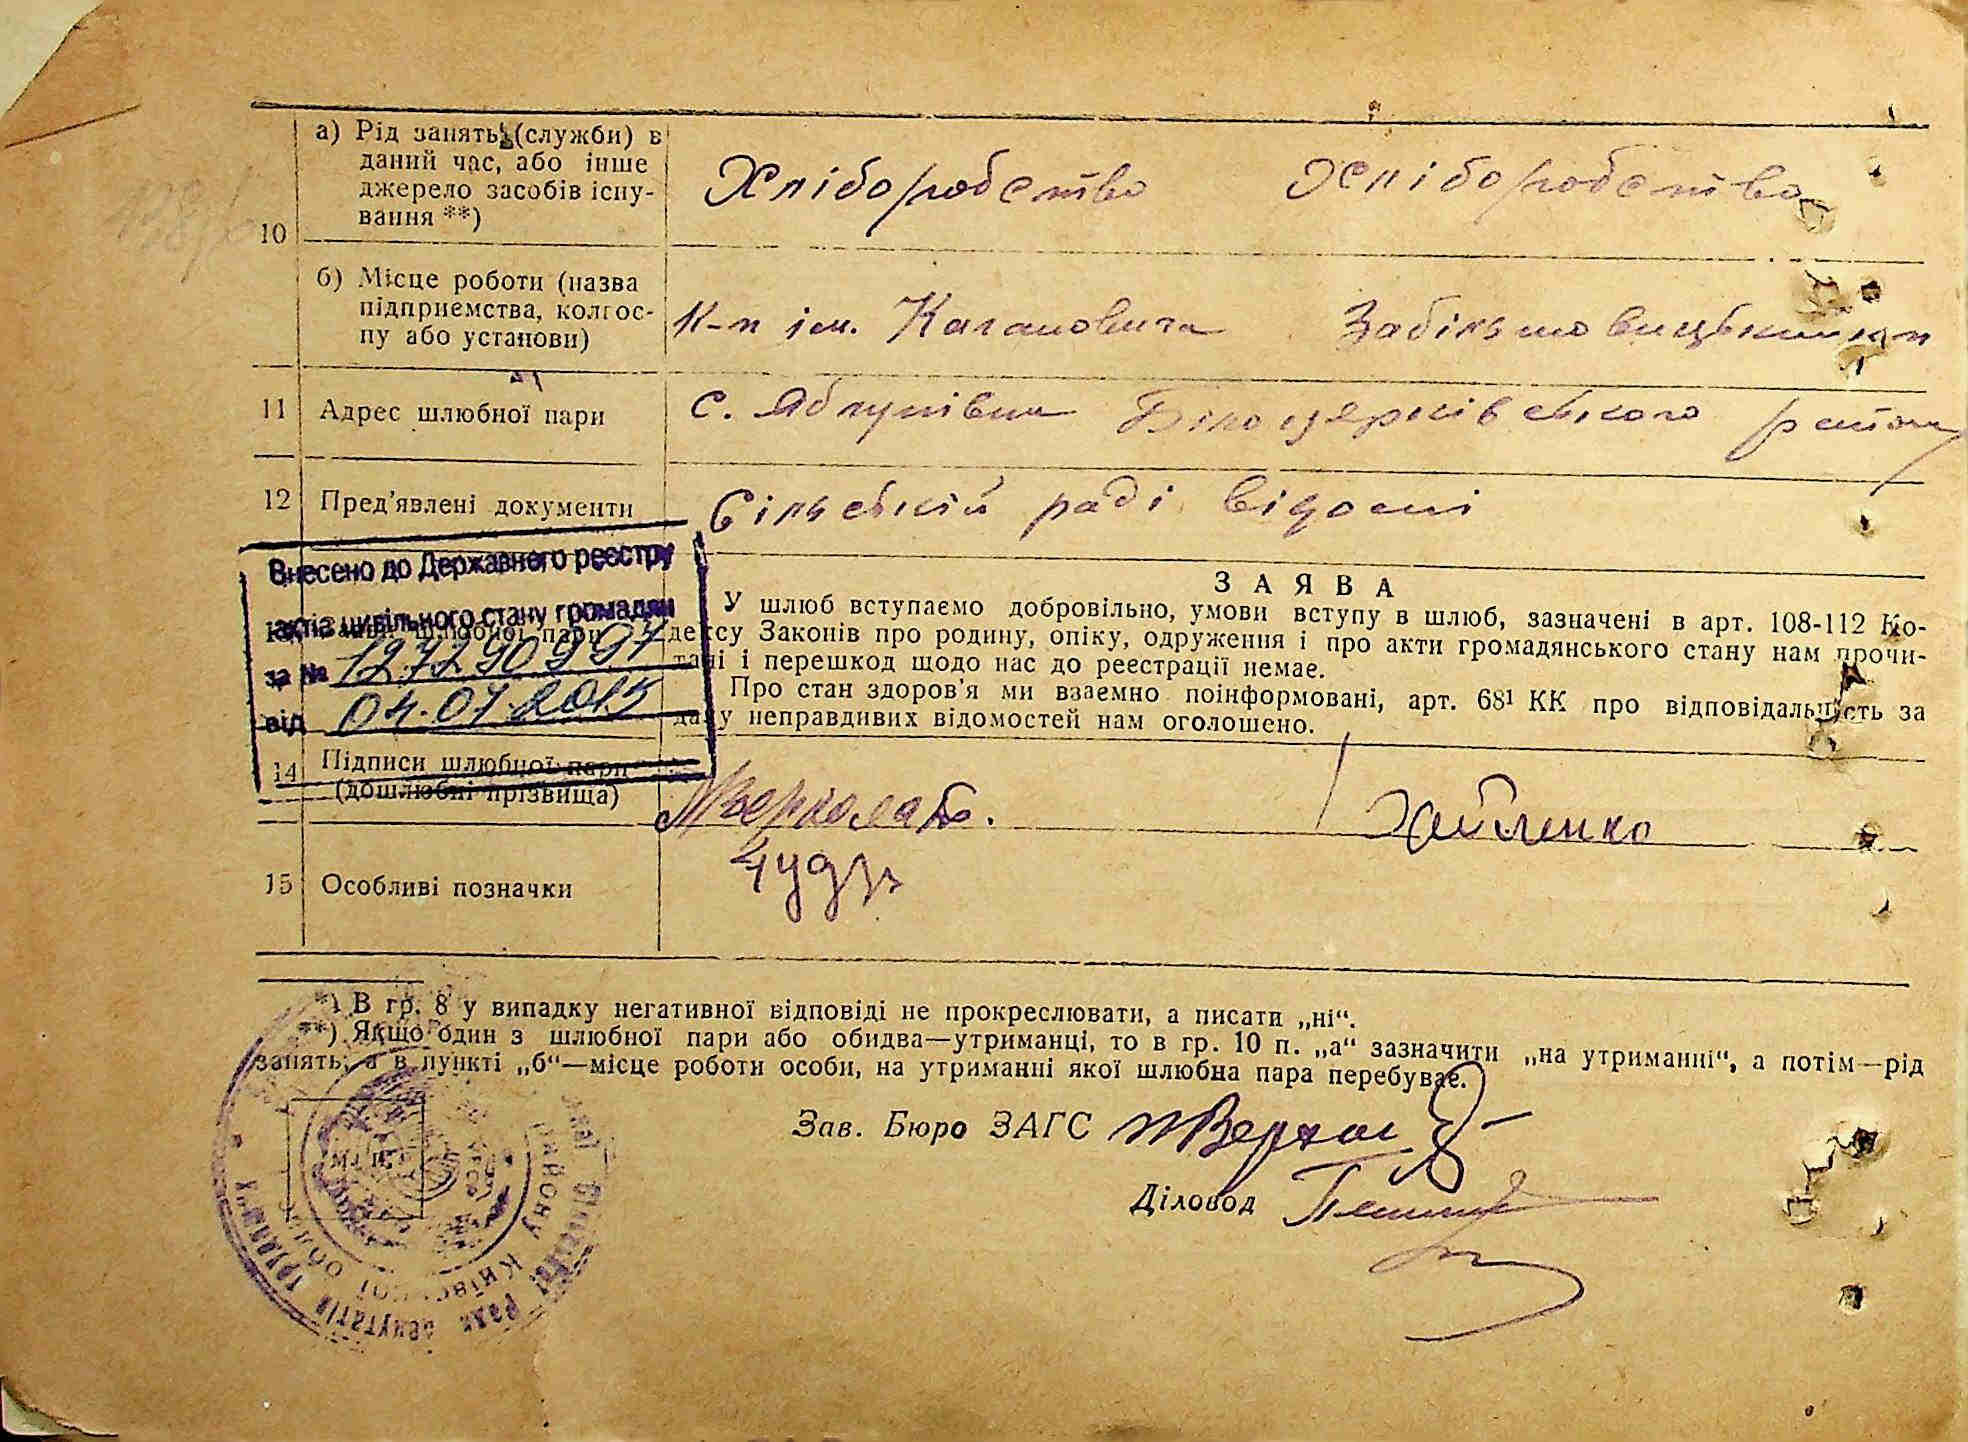 а) Рід занять (служби) в
даний час, або інше
джерело засобів існу-
вання **)
10
Хліборобство Хліборобство
б) Місце роботи (назва
підприємства, колгос-
пу або установи)
К-п ім. Кагановича
11 Адрес шлюбної пари
с. Яблунівка Білоцерківського району
12 Пред'явлені документи
Сільській раді відомі
Внесено до Державного реєстру
актів цивільного стану громадян
за №
від 04.07.2015
З А Я В А
У шлюб вступаємо добровільно, умови вступу в шлюб, зазначені в арт. 108-112 Ко-
дексу Законів про родину, опіку, одруження і про акти громадянського стану нам прочи-
тані і перешкод щодо нас до реєстрації немає.
Про стан здоров'я ми взаємно поінформовані, арт. 68¹ КК про відповідальність за
дачу неправдивих відомостей нам оголошено.
14 Підписи шлюбної пари
(дошлюбні прізвища)
15 Особливі позначки
*) В гр. 8 у випадку негативної відповіді не прокреслювати, а писати „ні“.
**) Якщо один з шлюбної пари або обидва—утриманці, то в гр. 10 п. „а“ зазначити „на утриманні“, а потім—рід
занять, а в пункті „б“—місце роботи особи, на утриманні якої шлюбна пара перебуває.
Зав. Бюро ЗАГС
Діловод